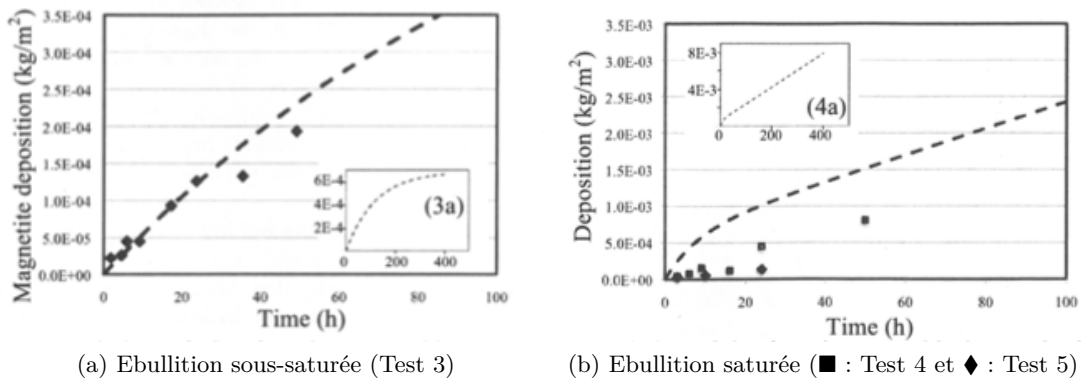 3.5E-04
3.0E-04
2.5E-04
2.0E-04
1.5E-04
1.0E-04
5.0E-05
0.0E+00
Magnetite deposition (kg/m²)
0 20 40 60 80 100
Time (h)
6E-4
4E-4
2E-4
(3a)
0 200 400
3.5E-03
3.0E-03
2.5E-03
2.0E-03
1.5E-03
1.0E-03
5.0E-04
0.0E+00
Deposition (kg/m²)
0 20 40 60 80 100
Time (h)
8E-3
4E-3
(4a)
0 200 400
(a) Ebullition sous-saturée (Test 3)
(b) Ebullition saturée (■ : Test 4 et ♦ : Test 5)